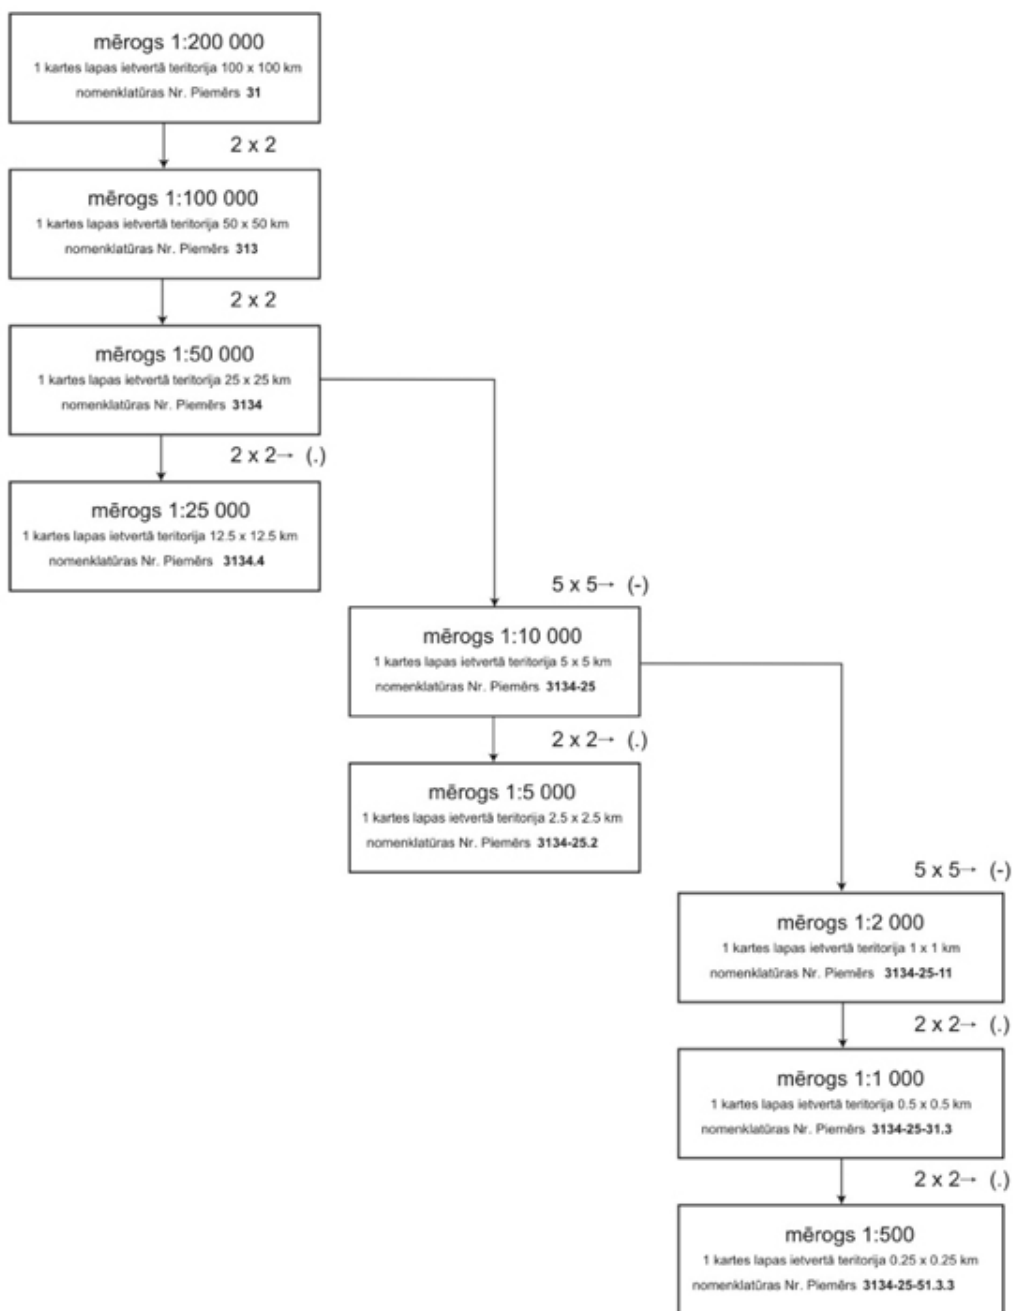 mērogs 1:200 000
1 kartes lapas ietvertā teritorija 100 x 100 km
nomenklatūras Nr. Piemērs 31
2 x 2
mērogs 1:100 000
1 kartes lapas ietvertā teritorija 50 x 50 km
nomenklatūras Nr. Piemērs 313
2 x 2
mērogs 1:50 000
1 kartes lapas ietvertā teritorija 25 x 25 km
nomenklatūras Nr. Piemērs 3134
2 x 2→ (.)
mērogs 1:25 000
1 kartes lapas ietvertā teritorija 12.5 x 12.5 km
nomenklatūras Nr. Piemērs 3134.4
5 x 5→ (-)
mērogs 1:10 000
1 kartes lapas ietvertā teritorija 5 x 5 km
nomenklatūras Nr. Piemērs 3134-25
2 x 2→ (.)
mērogs 1:5 000
1 kartes lapas ietvertā teritorija 2.5 x 2.5 km
nomenklatūras Nr. Piemērs 3134-25.2
5 x 5→ (-)
mērogs 1:2 000
1 kartes lapas ietvertā teritorija 1 x 1 km
nomenklatūras Nr. Piemērs 3134-25-11
2 x 2→ (.)
mērogs 1:1 000
1 kartes lapas ietvertā teritorija 0.5 x 0.5 km
nomenklatūras Nr. Piemērs 3134-25-31.3
2 x 2→ (.)
mērogs 1:500
1 kartes lapas ietvertā teritorija 0.25 x 0.25 km
nomenklatūras Nr. Piemērs 3134-25-51.3.3